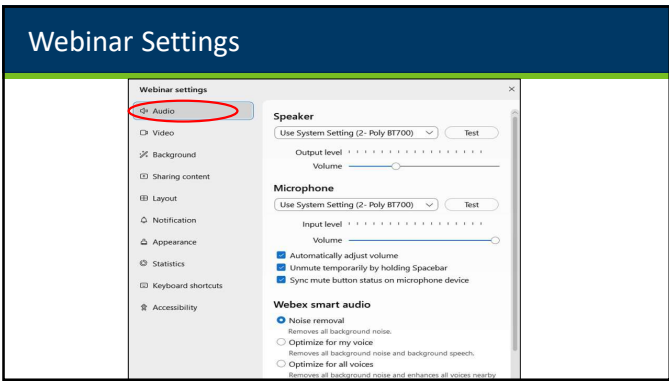 Webinar Settings
Webinar settings
Audio
Video
Background
Sharing content
Layout
Notification
Appearance
Statistics
Keyboard shortcuts
Accessibility
Speaker
Use System Setting (2- Poly BT700)
Test
Output level
Volume
Microphone
Use System Setting (2- Poly BT700)
Test
Input level
Volume
Automatically adjust volume
Unmute temporarily by holding Spacebar
Sync mute button status on microphone device
Webex smart audio
Noise removal
Removes all background noise.
Optimize for my voice
Removes all background noise and background speech.
Optimize for all voices
Removes all background noise and enhances all voices nearby